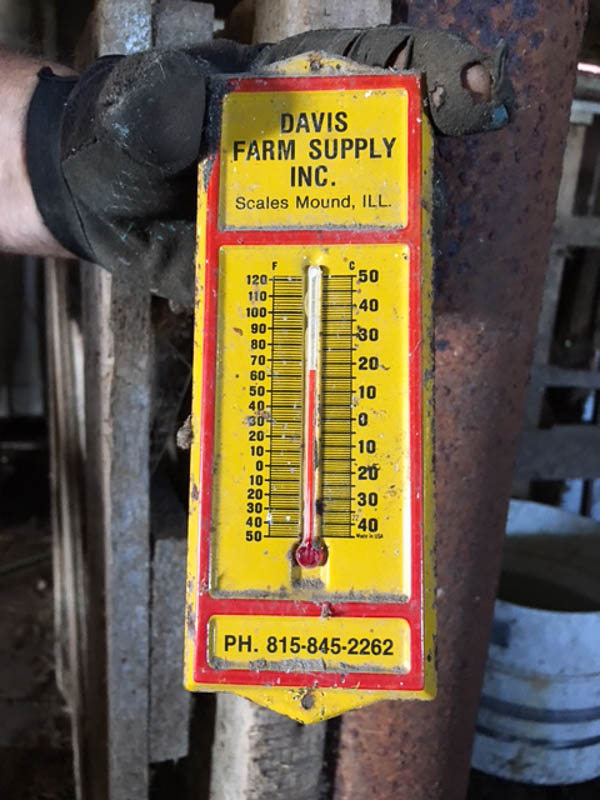 DAVIS
FARM SUPPLY
INC.
Scales Mound, ILL.
F C
120 50
110
100 40
90
80 30
70 20
60
50 10
40
30 0
20
10 10
0
10 20
20
30 30
40 40
50 Made in USA
PH. 815-845-2262